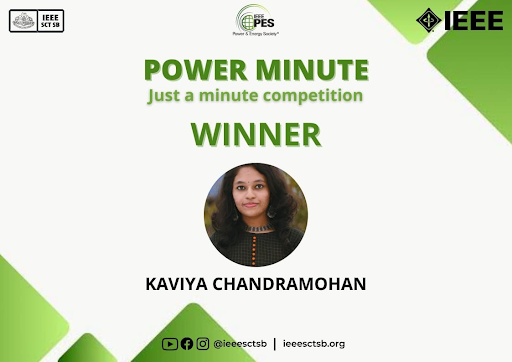 IEEE
SCT SB
IEEE
PES
Power & Energy Society®
IEEE
POWER MINUTE
Just a minute competition
WINNER
KAVIYA CHANDRAMOHAN
@ieeesctsb | ieeesctsb.org